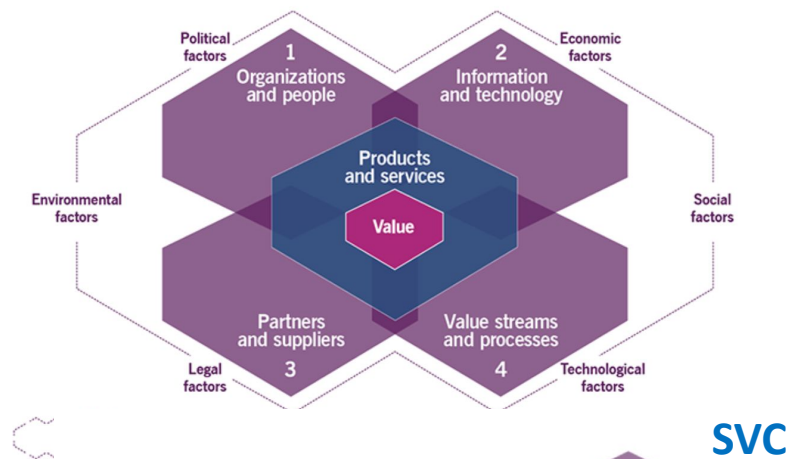 Political
factors
Economic
factors
1
Organizations
and people
2
Information
and technology
Products
and services
Environmental
factors
Value
Social
factors
Partners
and suppliers
3
Value streams
and processes
4
Legal
factors
Technological
factors
SVC